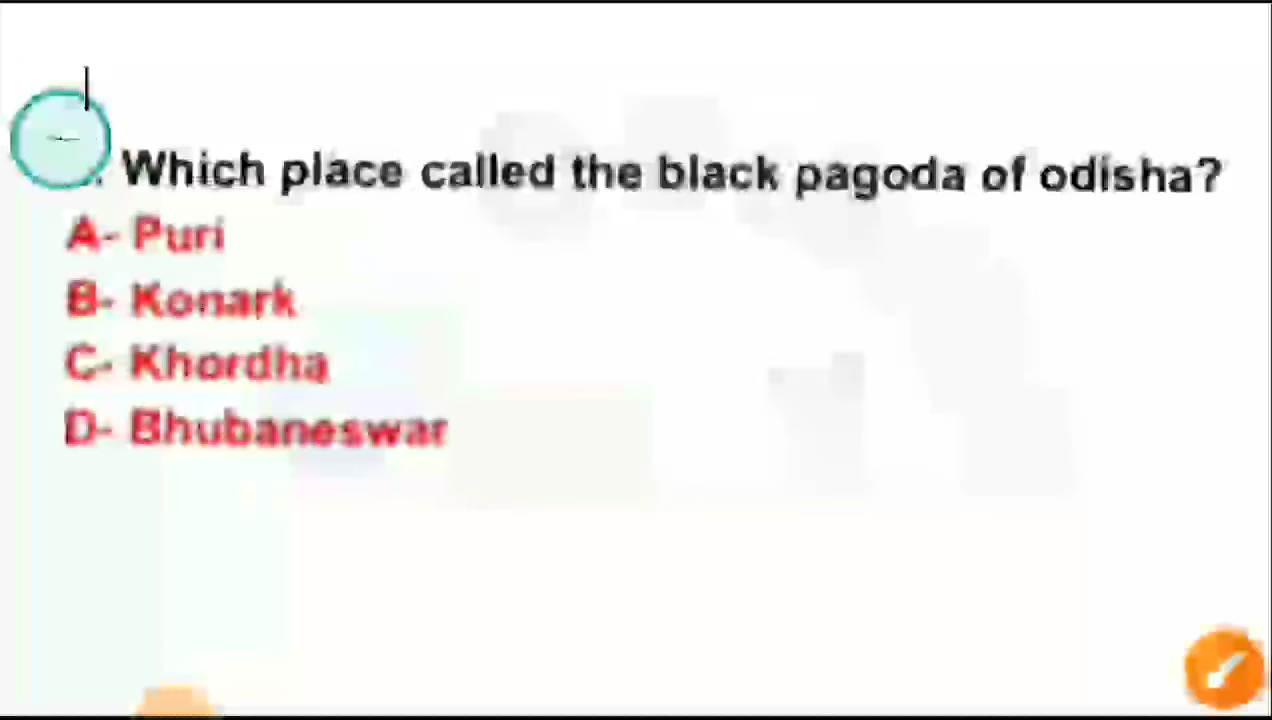 Which place called the black pagoda of odisha?
A- Puri
B- Konark
C- Khordha
D- Bhubaneswar